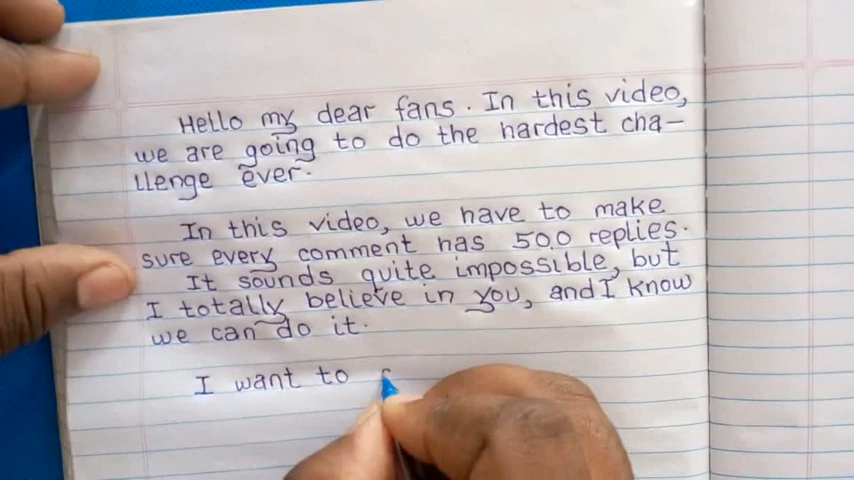 Hello my dear fans. In this video,
we are going to do the hardest cha-
llenge ever.
In this video, we have to make
sure every comment has 500 replies.
It sounds quite impossible, but
I totally believe in you, and I know
we can do it.
I want to